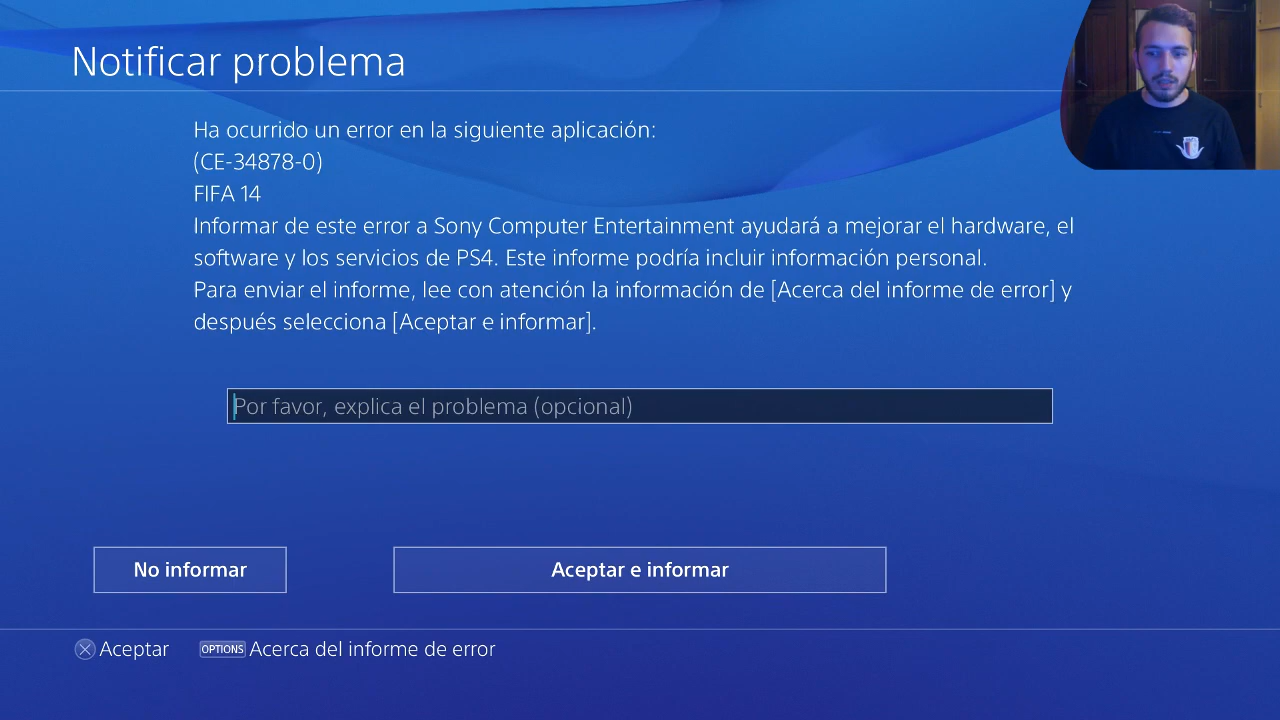 Notificar problema
Ha ocurrido un error en la siguiente aplicación:
(CE-34878-0)
FIFA 14
Informar de este error a Sony Computer Entertainment ayudará a mejorar el hardware, el
software y los servicios de PS4. Este informe podría incluir información personal.
Para enviar el informe, lee con atención la información de [Acerca del informe de error] y
después selecciona [Aceptar e informar].
Por favor, explica el problema (opcional)
No informar
Aceptar e informar
Aceptar
OPTIONS Acerca del informe de error